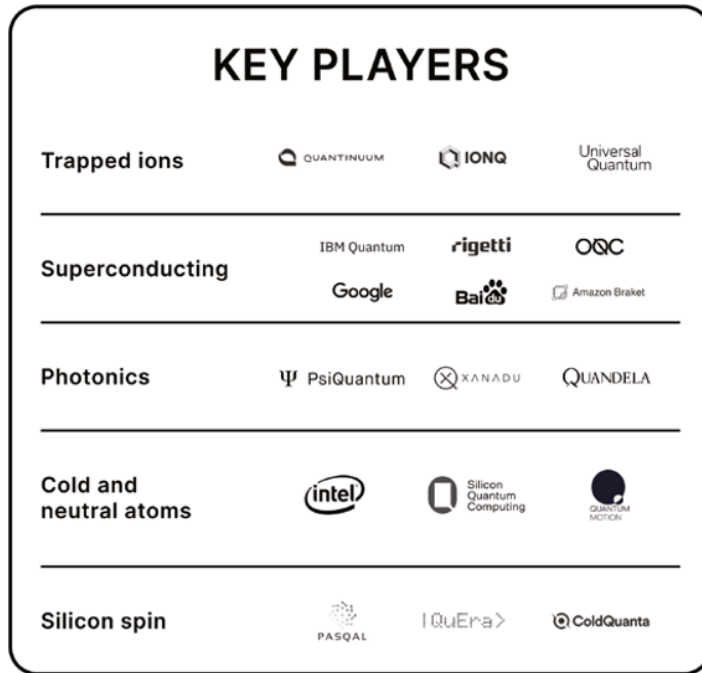 KEY PLAYERS
Trapped ions
QUANTINUUM
IONQ
Universal
Quantum
Superconducting
IBM Quantum
rigetti
OQC
Google
Baidu
Amazon Braket
Photonics
Ψ PsiQuantum
XANADU
QUANDELA
Cold and
neutral atoms
intel
Silicon
Quantum
Computing
QUANTUM
MOTION
Silicon spin
PASQAL
|QuEra>
ColdQuanta